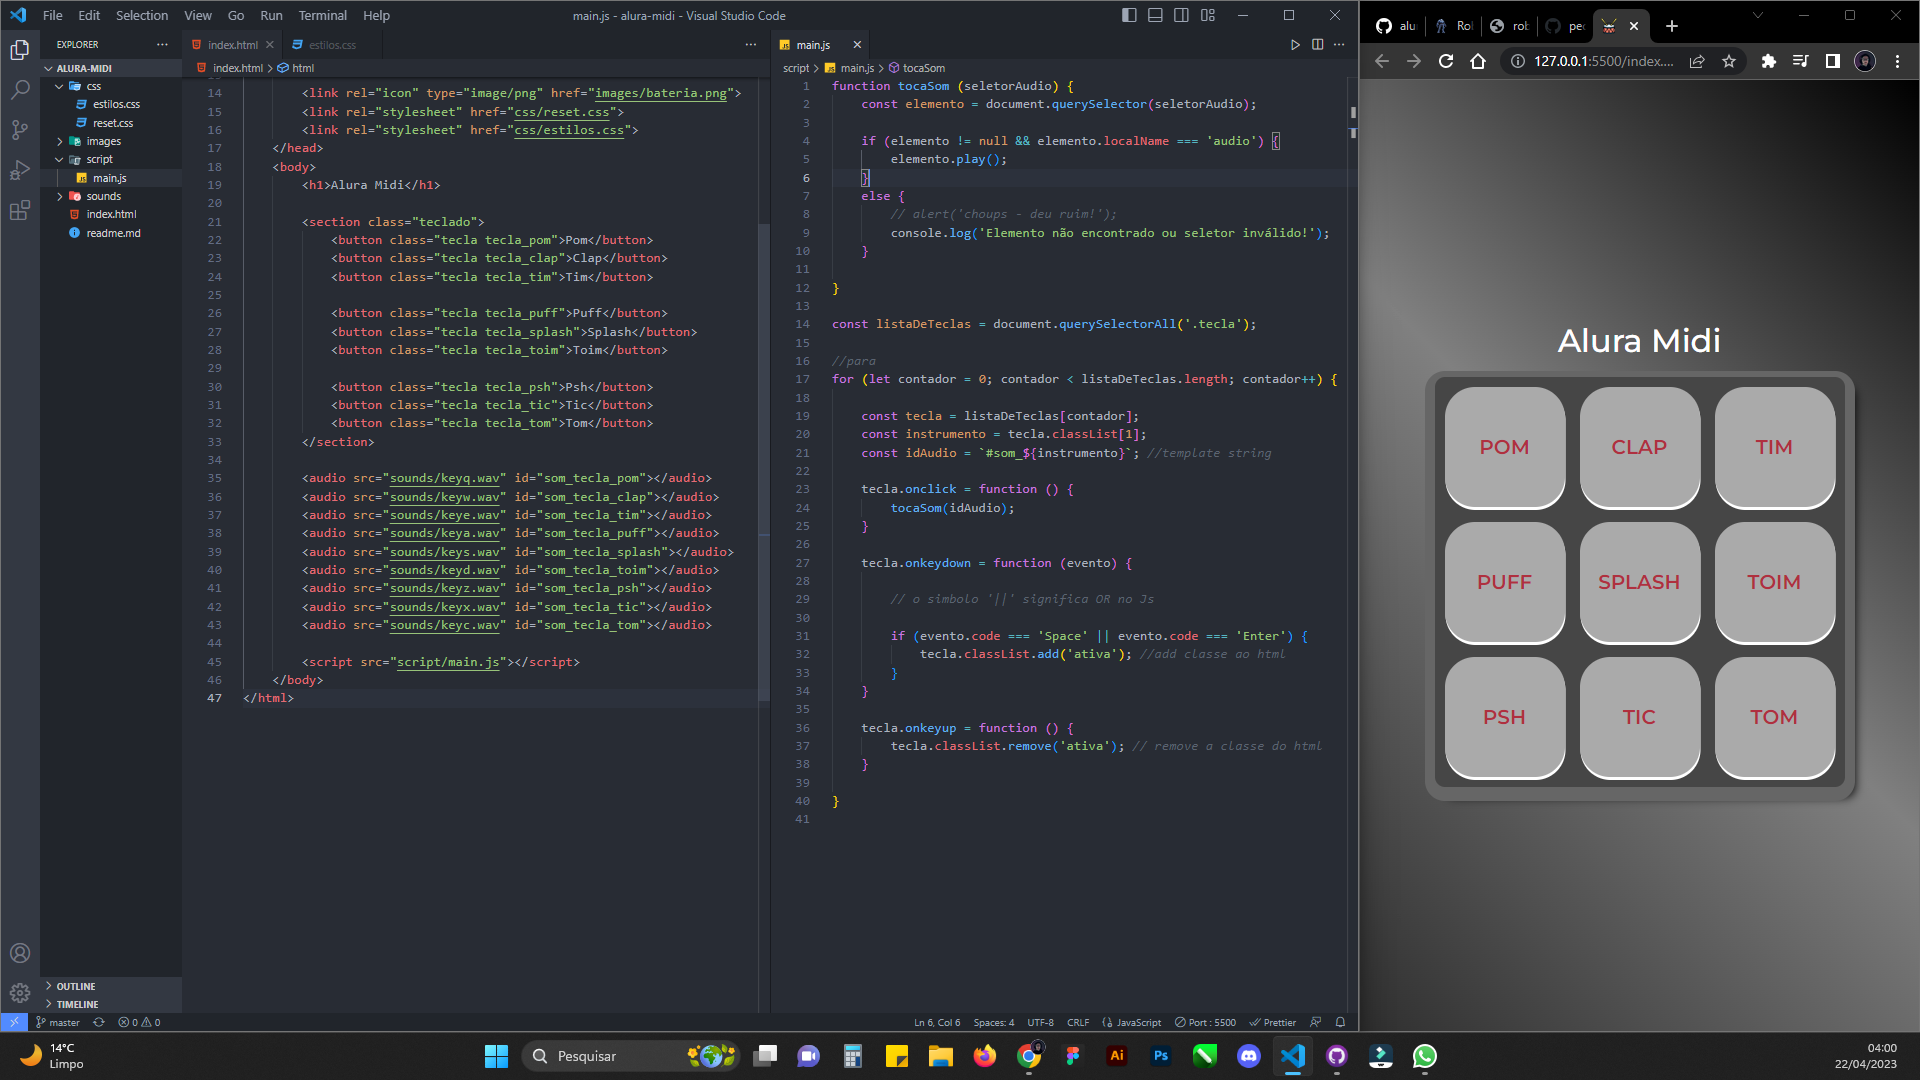 File Edit Selection View Go Run Terminal Help
main.js - alura-midi - Visual Studio Code
EXPLORER
ALURA-MIDI
css
estilos.css
reset.css
images
script
main.js
sounds
index.html
readme.md
OUTLINE
TIMELINE
index.html
estilos.css
index.html > html
14 <link rel="icon" type="image/png" href="images/bateria.png">
15 <link rel="stylesheet" href="css/reset.css">
16 <link rel="stylesheet" href="css/estilos.css">
17 </head>
18 <body>
19 <h1>Alura Midi</h1>
20
21 <section class="teclado">
22 <button class="tecla tecla_pom">Pom</button>
23 <button class="tecla tecla_clap">Clap</button>
24 <button class="tecla tecla_tim">Tim</button>
25
26 <button class="tecla tecla_puff">Puff</button>
27 <button class="tecla tecla_splash">Splash</button>
28 <button class="tecla tecla_toim">Toim</button>
29
30 <button class="tecla tecla_psh">Psh</button>
31 <button class="tecla tecla_tic">Tic</button>
32 <button class="tecla tecla_tom">Tom</button>
33 </section>
34
35 <audio src="sounds/keyq.wav" id="som_tecla_pom"></audio>
36 <audio src="sounds/keyw.wav" id="som_tecla_clap"></audio>
37 <audio src="sounds/keye.wav" id="som_tecla_tim"></audio>
38 <audio src="sounds/keya.wav" id="som_tecla_puff"></audio>
39 <audio src="sounds/keys.wav" id="som_tecla_splash"></audio>
40 <audio src="sounds/keyd.wav" id="som_tecla_toim"></audio>
41 <audio src="sounds/keyz.wav" id="som_tecla_psh"></audio>
42 <audio src="sounds/keyx.wav" id="som_tecla_tic"></audio>
43 <audio src="sounds/keyc.wav" id="som_tecla_tom"></audio>
44
45 <script src="script/main.js"></script>
46 </body>
47 </html>
main.js
script > main.js > tocaSom
1 function tocaSom (seletorAudio) {
2 const elemento = document.querySelector(seletorAudio);
3
4 if (elemento != null && elemento.localName === 'audio') {
5 elemento.play();
6 }
7 else {
8 // alert('choups - deu ruim!');
9 console.log('Elemento não encontrado ou seletor inválido!');
10 }
11
12 }
13
14 const listaDeTeclas = document.querySelectorAll('.tecla');
15
16 //para
17 for (let contador = 0; contador < listaDeTeclas.length; contador++) {
18
19 const tecla = listaDeTeclas[contador];
20 const instrumento = tecla.classList[1];
21 const idAudio = `#som_${instrumento}`; //template string
22
23 tecla.onclick = function () {
24 tocaSom(idAudio);
25 }
26
27 tecla.onkeydown = function (evento) {
28
29 // o simbolo '||' significa OR no Js
30
31 if (evento.code === 'Space' || evento.code === 'Enter') {
32 tecla.classList.add('ativa'); //add classe ao html
33 }
34 }
35
36 tecla.onkeyup = function () {
37 tecla.classList.remove('ativa'); // remove a classe do html
38 }
39
40 }
41
master 0 0
Ln 6, Col 6 Spaces: 4 UTF-8 CRLF {} JavaScript Port : 5500 Prettier
alu Rol rol pe
127.0.0.1:5500/index....
Alura Midi
POM CLAP TIM
PUFF SPLASH TOIM
PSH TIC TOM
14°C
Limpo
Pesquisar
Ai
Ps
04:00
22/04/2023